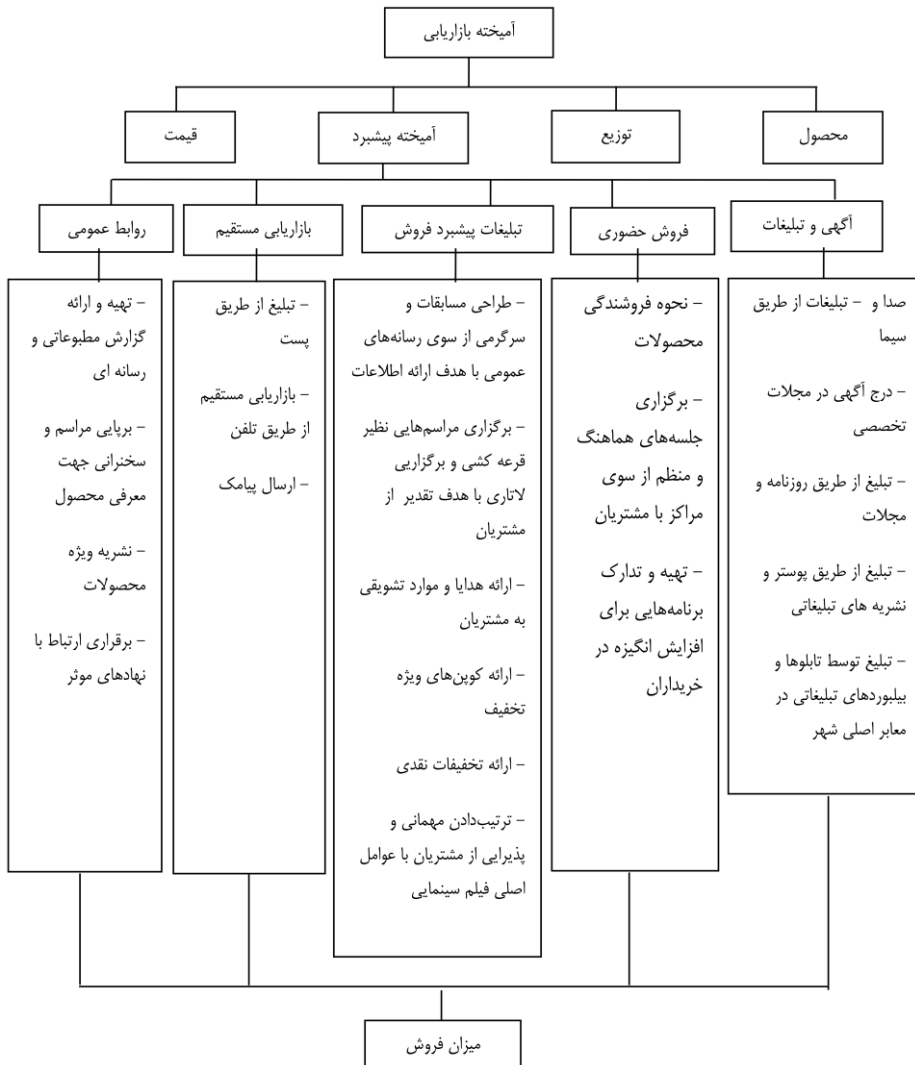 آمیخته بازاریابی
محصول
توزیع
آمیخته پیشبرد
قیمت
آگهی و تبلیغات
فروش حضوری
تبلیغات پیشبرد فروش
بازاریابی مستقیم
روابط عمومی
صدا و – تبلیغات از طریق
سیما
– درج آگهی در مجلات
تخصصی
– تبلیغ از طریق روزنامه و
مجلات
– تبلیغ از طریق پوستر و
نشریه های تبلیغاتی
– تبلیغ توسط تابلوها و
بیلبوردهای تبلیغاتی در
معابر اصلی شهر
– نحوه فروشندگی
محصولات
– برگزاری
جلسه‌های هماهنگ
و منظم از سوی
مراکز با مشتریان
– تهیه و تدارک
برنامه‌هایی برای
افزایش انگیزه در
خریداران
– طراحی مسابقات و
سرگرمی از سوی رسانه‌های
عمومی با هدف ارائه اطلاعات
– برگزاری مراسم‌هایی نظیر
قرعه کشی و برگزاریی
لاتاری با هدف تقدیر از
مشتریان
– ارائه هدایا و موارد تشویقی
به مشتریان
– ارائه کوپن‌های ویژه
تخفیف
– ارائه تخفیفات نقدی
– ترتیب‌دادن مهمانی و
پذیرایی از مشتریان با عوامل
اصلی فیلم سینمایی
– تبلیغ از طریق
پست
– بازاریابی مستقیم
از طریق تلفن
– ارسال پیامک
– تهیه و ارائه
گزارش مطبوعاتی و
رسانه ای
– برپایی مراسم و
سخنرانی جهت
معرفی محصول
– نشریه ویژه
محصولات
– برقراری ارتباط با
نهادهای موثر
میزان فروش